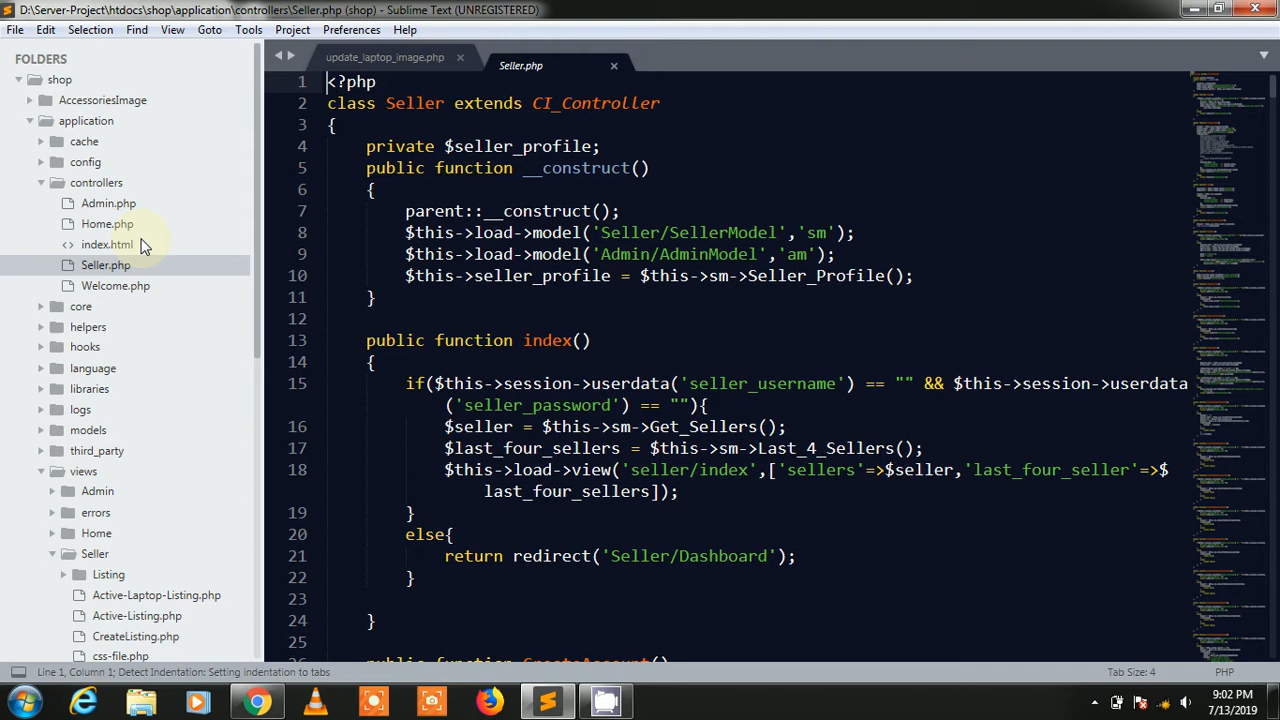 D:\Server-Project\htdocs\shop\application\controllers\Seller.php (shop) - Sublime Text (UNREGISTERED)
File Edit Selection Find View Goto Tools Project Preferences Help
FOLDERS
shop
AccessoriesImage
application
cache
config
controllers
Admin.php
Home.php
index.html
Seller.php
Welcome.php
core
helpers
hooks
language
libraries
logs
models
third_party
views
Admin
errors
Home
Seller
Listing
Active-Laptop-Listing.php
Active-Listing.php
CreateListing.php
css-file.php
update_laptop_image.php
Seller.php
1 <?php
2 class Seller extends CI_Controller
3 {
4 private $seller_profile;
5 public function __construct()
6 {
7 parent::__construct();
8 $this->load->model('Seller/SellerModel','sm');
9 $this->load->model('Admin/AdminModel','am');
10 $this->seller_profile = $this->sm->Seller_Profile();
11 }
12
13 public function index()
14 {
15 if($this->session->userdata('seller_username') == "" && $this->session->userdata
('seller_password') == ""){
16 $seller = $this->sm->Get_Sellers();
17 $last_four_sellers = $this->sm->Last_4_Sellers();
18 $this->load->view('seller/index',['sellers'=>$seller,'last_four_seller'=>$
last_four_sellers]);
19 }
20 else{
21 return redirect('Seller/Dashboard');
22 }
23
24 }
25
public function CreateAccount()
Line 1, Column 1; Detect Indentation: Setting indentation to tabs
Tab Size: 4
PHP
9:02 PM
7/13/2019